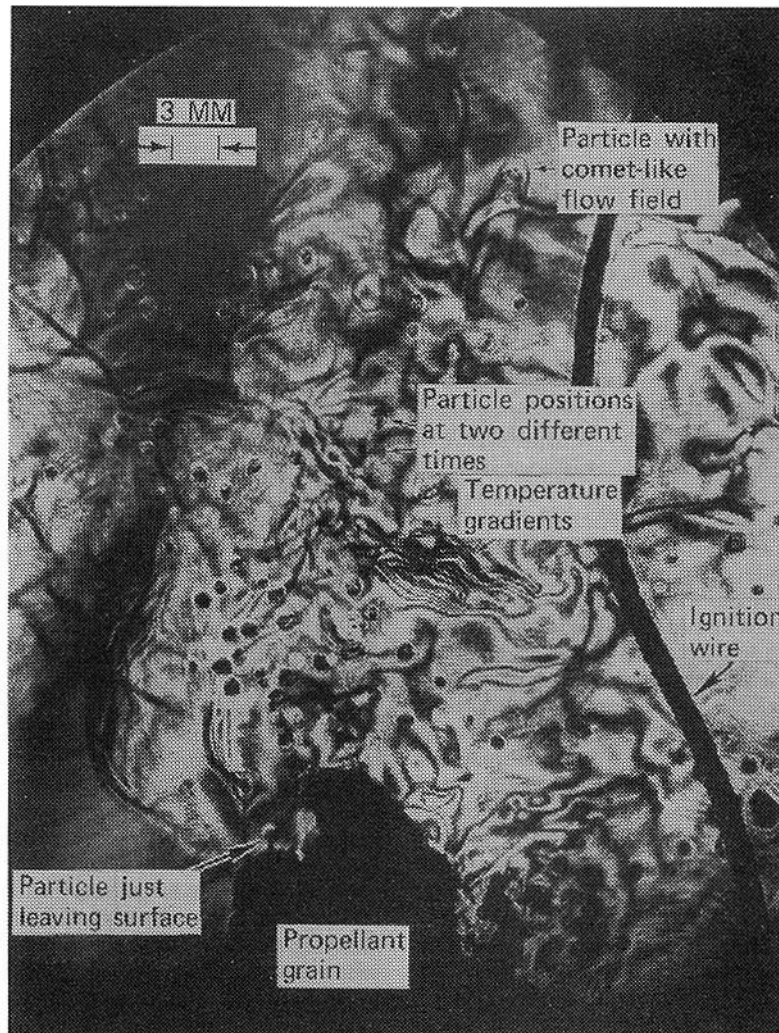 3 MM
Particle with
comet-like
flow field
Particle positions
at two different
times
Temperature
gradients
Ignition
wire
Particle just
leaving surface
Propellant
grain